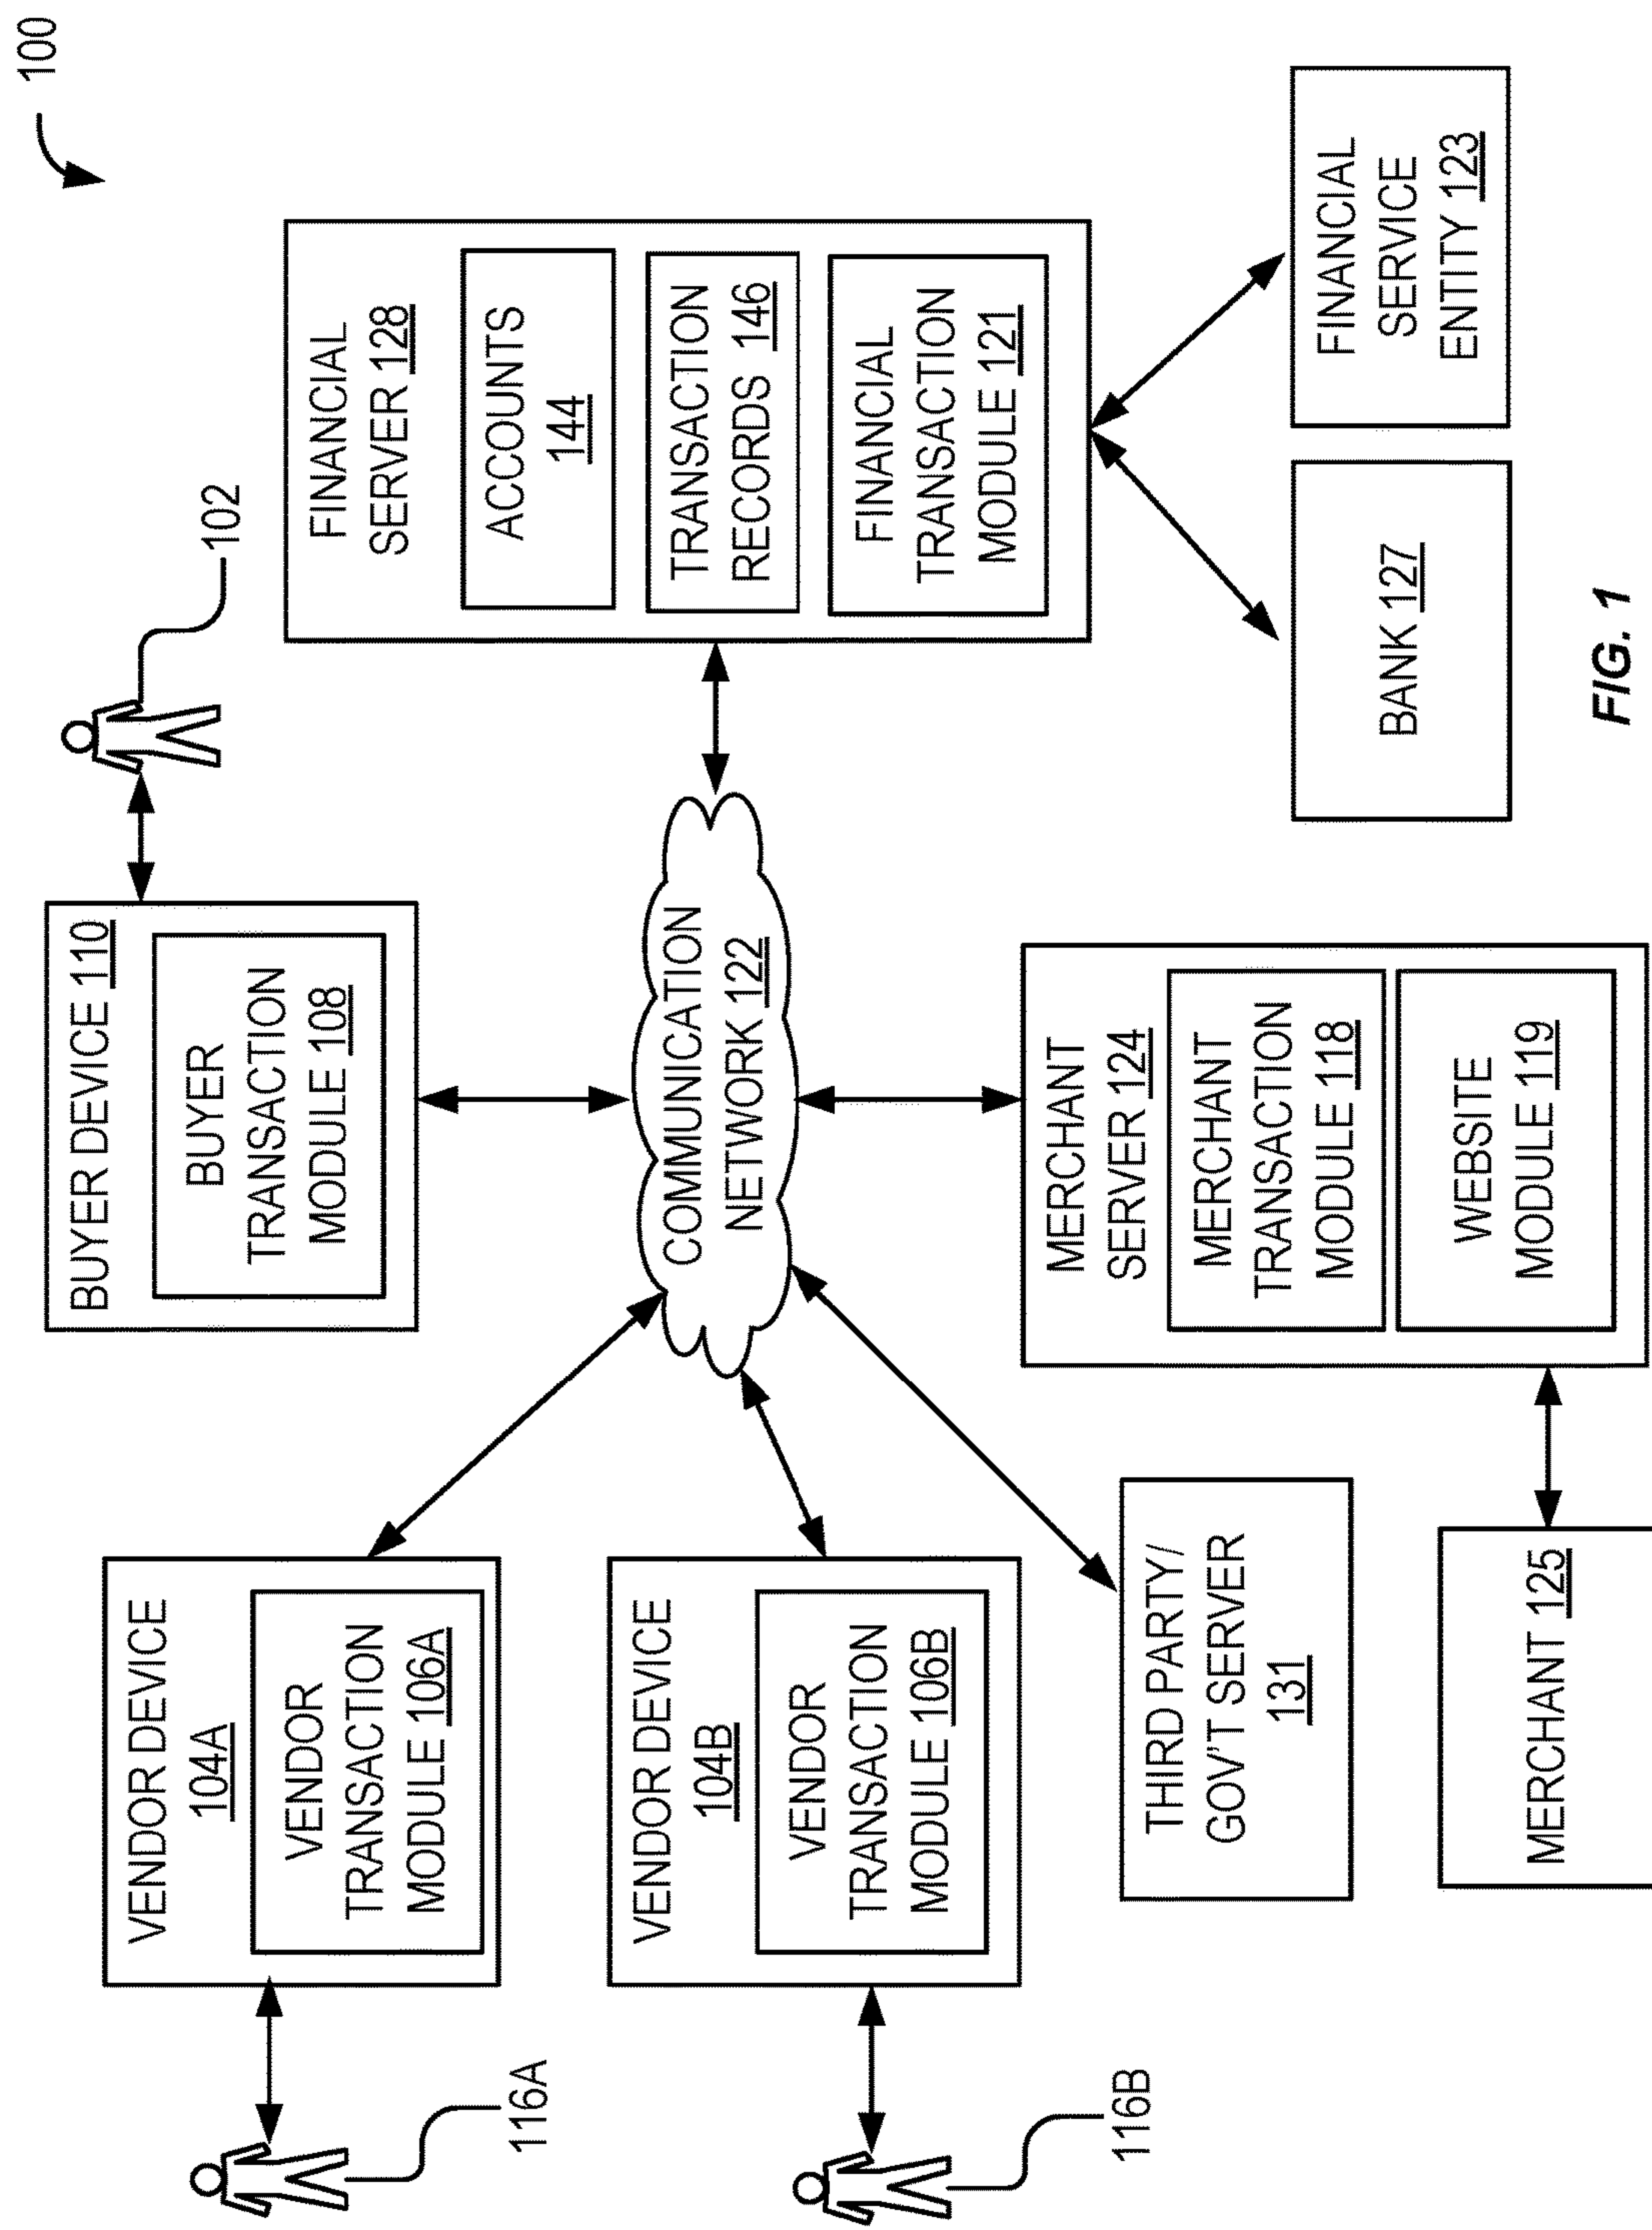 100
102
BUYER DEVICE 110
BUYER
TRANSACTION
MODULE 108
VENDOR DEVICE
104A
VENDOR
TRANSACTION
MODULE 106A
116A
VENDOR DEVICE
104B
VENDOR
TRANSACTION
MODULE 106B
116B
COMMUNICATION
NETWORK 122
FINANCIAL
SERVER 128
ACCOUNTS
144
TRANSACTION
RECORDS 146
FINANCIAL
TRANSACTION
MODULE 121
THIRD PARTY/
GOV'T SERVER
131
MERCHANT
SERVER 124
MERCHANT
TRANSACTION
MODULE 118
WEBSITE
MODULE 119
MERCHANT 125
BANK 127
FINANCIAL
SERVICE
ENTITY 123
FIG. 1